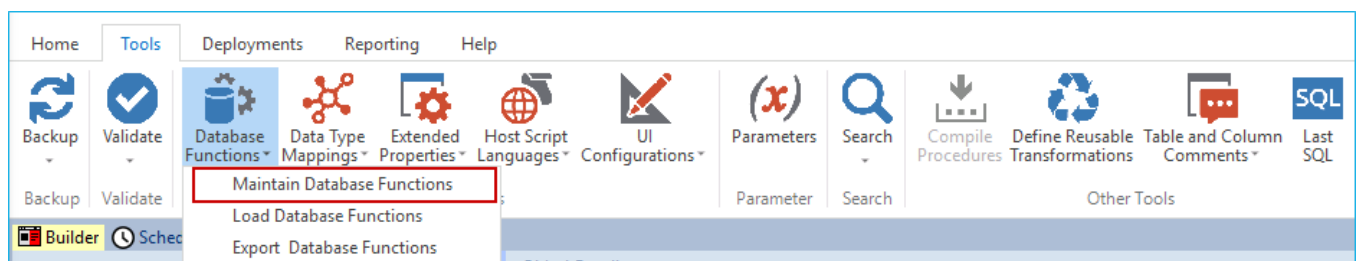 Home Tools Deployments Reporting Help
(x) SQL
Backup Validate Database Data Type Extended Host Script UI Parameters Search Compile Define Reusable Table and Column Last
Functions Mappings Properties Languages Configurations Procedures Transformations Comments SQL
Maintain Database Functions
Backup Validate Parameter Search Other Tools
Load Database Functions
Builder
Export Database Functions